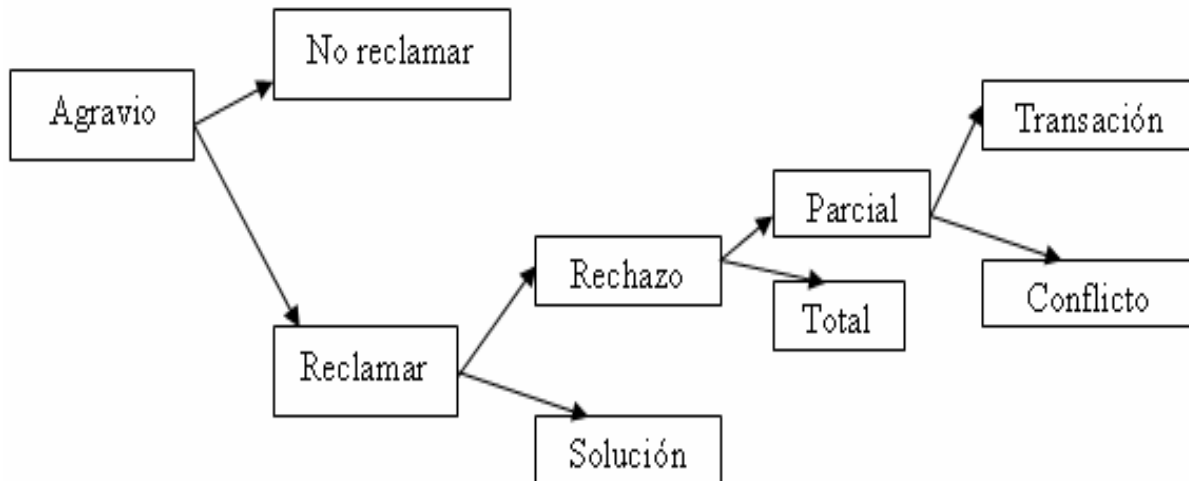 Agravio
No reclamar
Reclamar
Rechazo
Solución
Parcial
Total
Transación
Conflicto